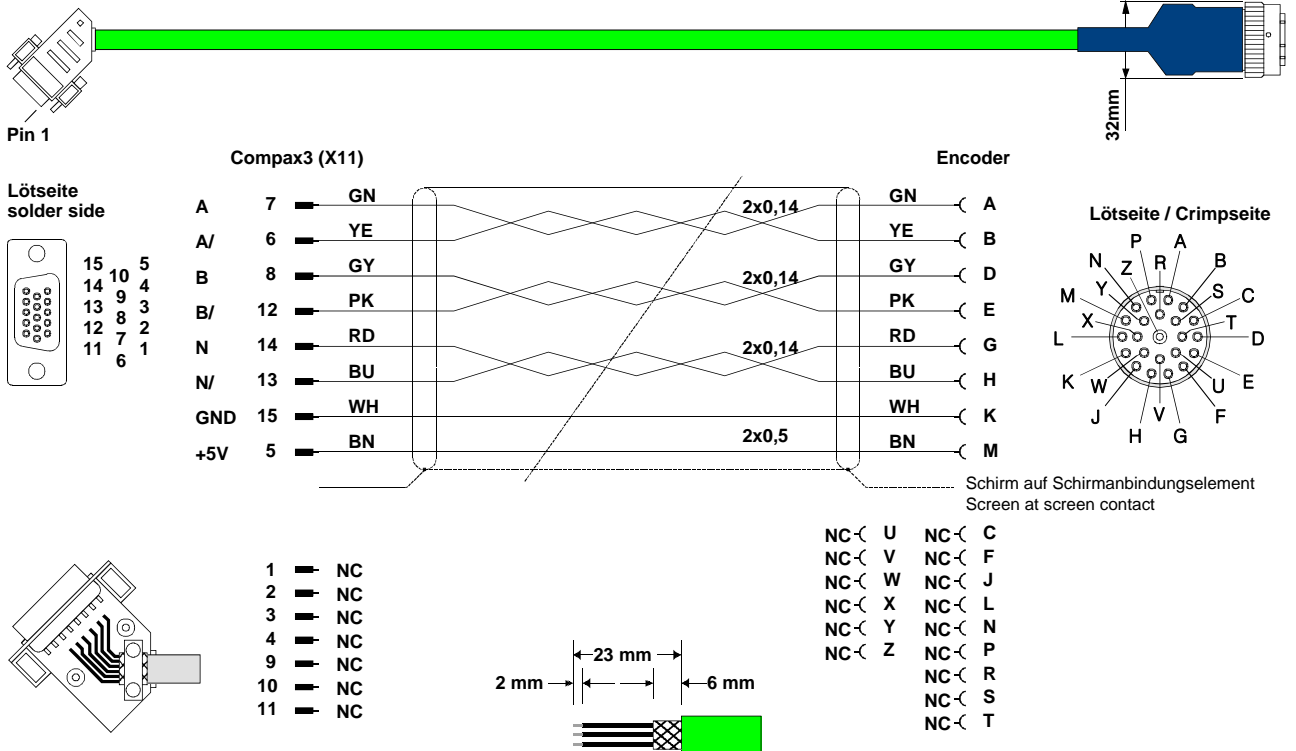 32mm
Pin 1
Compax3 (X11)
Encoder
Lötseite
solder side
15 10 5
14 9 4
13 8 3
12 7 2
11 6 1
A 7 GN 2x0,14 GN A
A/ 6 YE YE B
B 8 GY 2x0,14 GY D
B/ 12 PK PK E
N 14 RD 2x0,14 RD G
N/ 13 BU BU H
GND 15 WH WH K
+5V 5 BN 2x0,5 BN M
Lötseite / Crimpseite
P R A
N Z B
M Y S C
X T
L D
K W U E
J V F
H G
Schirm auf Schirmanbindungselement
Screen at screen contact
NC U NC C
NC V NC F
NC W NC J
NC X NC L
NC Y NC N
NC Z NC P
NC R
NC S
NC T
1 NC
2 NC
3 NC
4 NC
9 NC
10 NC
11 NC
23 mm
2 mm 6 mm